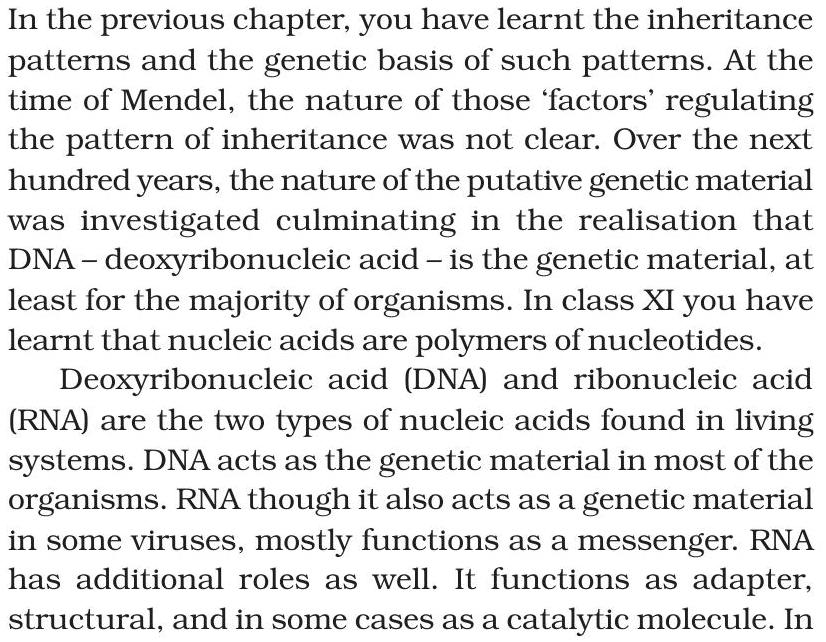 In the previous chapter, you have learnt the inheritance
patterns and the genetic basis of such patterns. At the
time of Mendel, the nature of those ‘factors’ regulating
the pattern of inheritance was not clear. Over the next
hundred years, the nature of the putative genetic material
was investigated culminating in the realisation that
DNA – deoxyribonucleic acid – is the genetic material, at
least for the majority of organisms. In class XI you have
learnt that nucleic acids are polymers of nucleotides.
Deoxyribonucleic acid (DNA) and ribonucleic acid
(RNA) are the two types of nucleic acids found in living
systems. DNA acts as the genetic material in most of the
organisms. RNA though it also acts as a genetic material
in some viruses, mostly functions as a messenger. RNA
has additional roles as well. It functions as adapter,
structural, and in some cases as a catalytic molecule. In